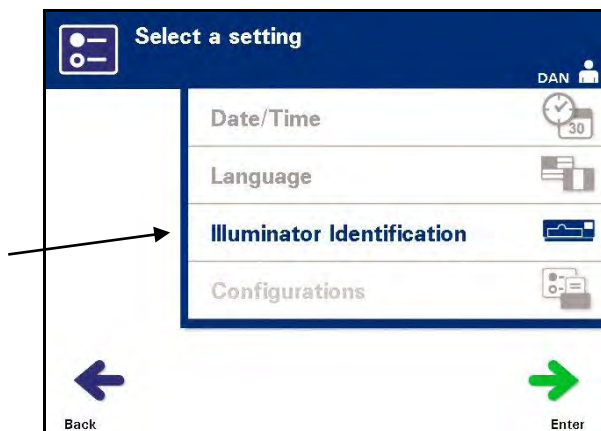 Select a setting
DAN
Date/Time
30
Language
Illuminator Identification
Configurations
Back
Enter